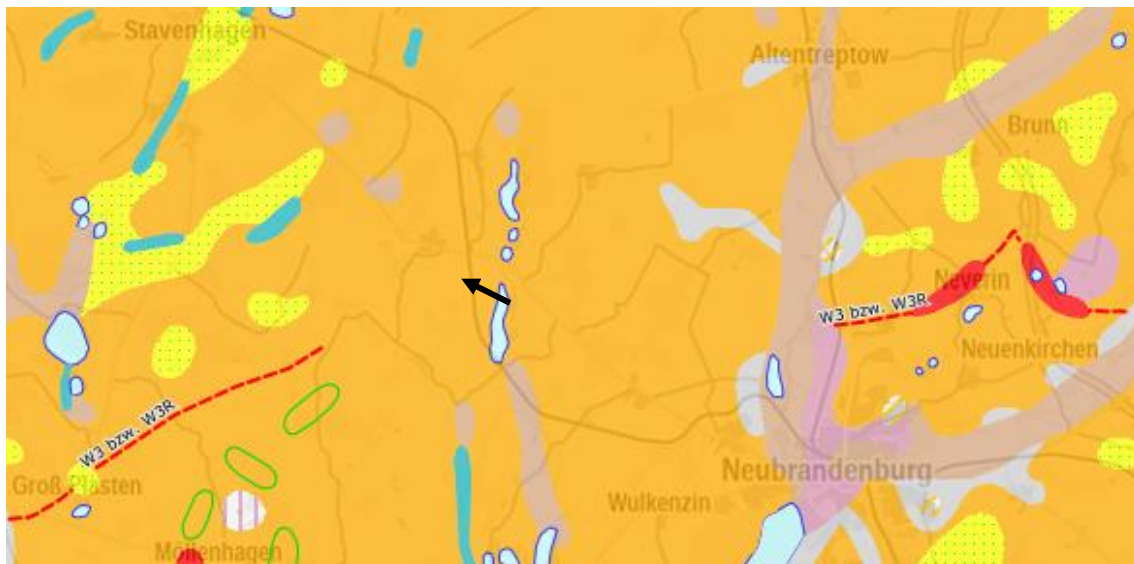 Stavenhagen
Altentreptow
Brunn
Neverin
W3 bzw. W3R
Neuenkirchen
W3 bzw. W3R
Groß Plasten
Neubrandenburg
Wulkenzin
Möllenhagen